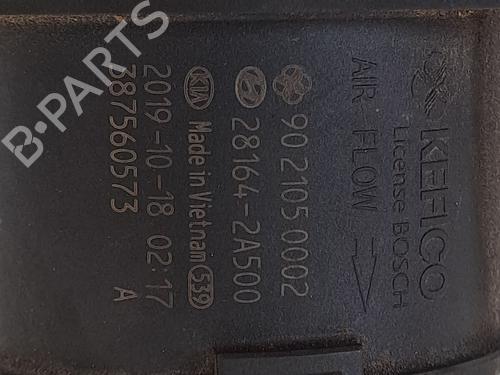 KEFICO
License BOSCH
AIR-FLOW
90 2105 0002
28164-2A500
KIA Made in Vietnam 539
2019-10-18 02:17
387560573 A
B-PARTS